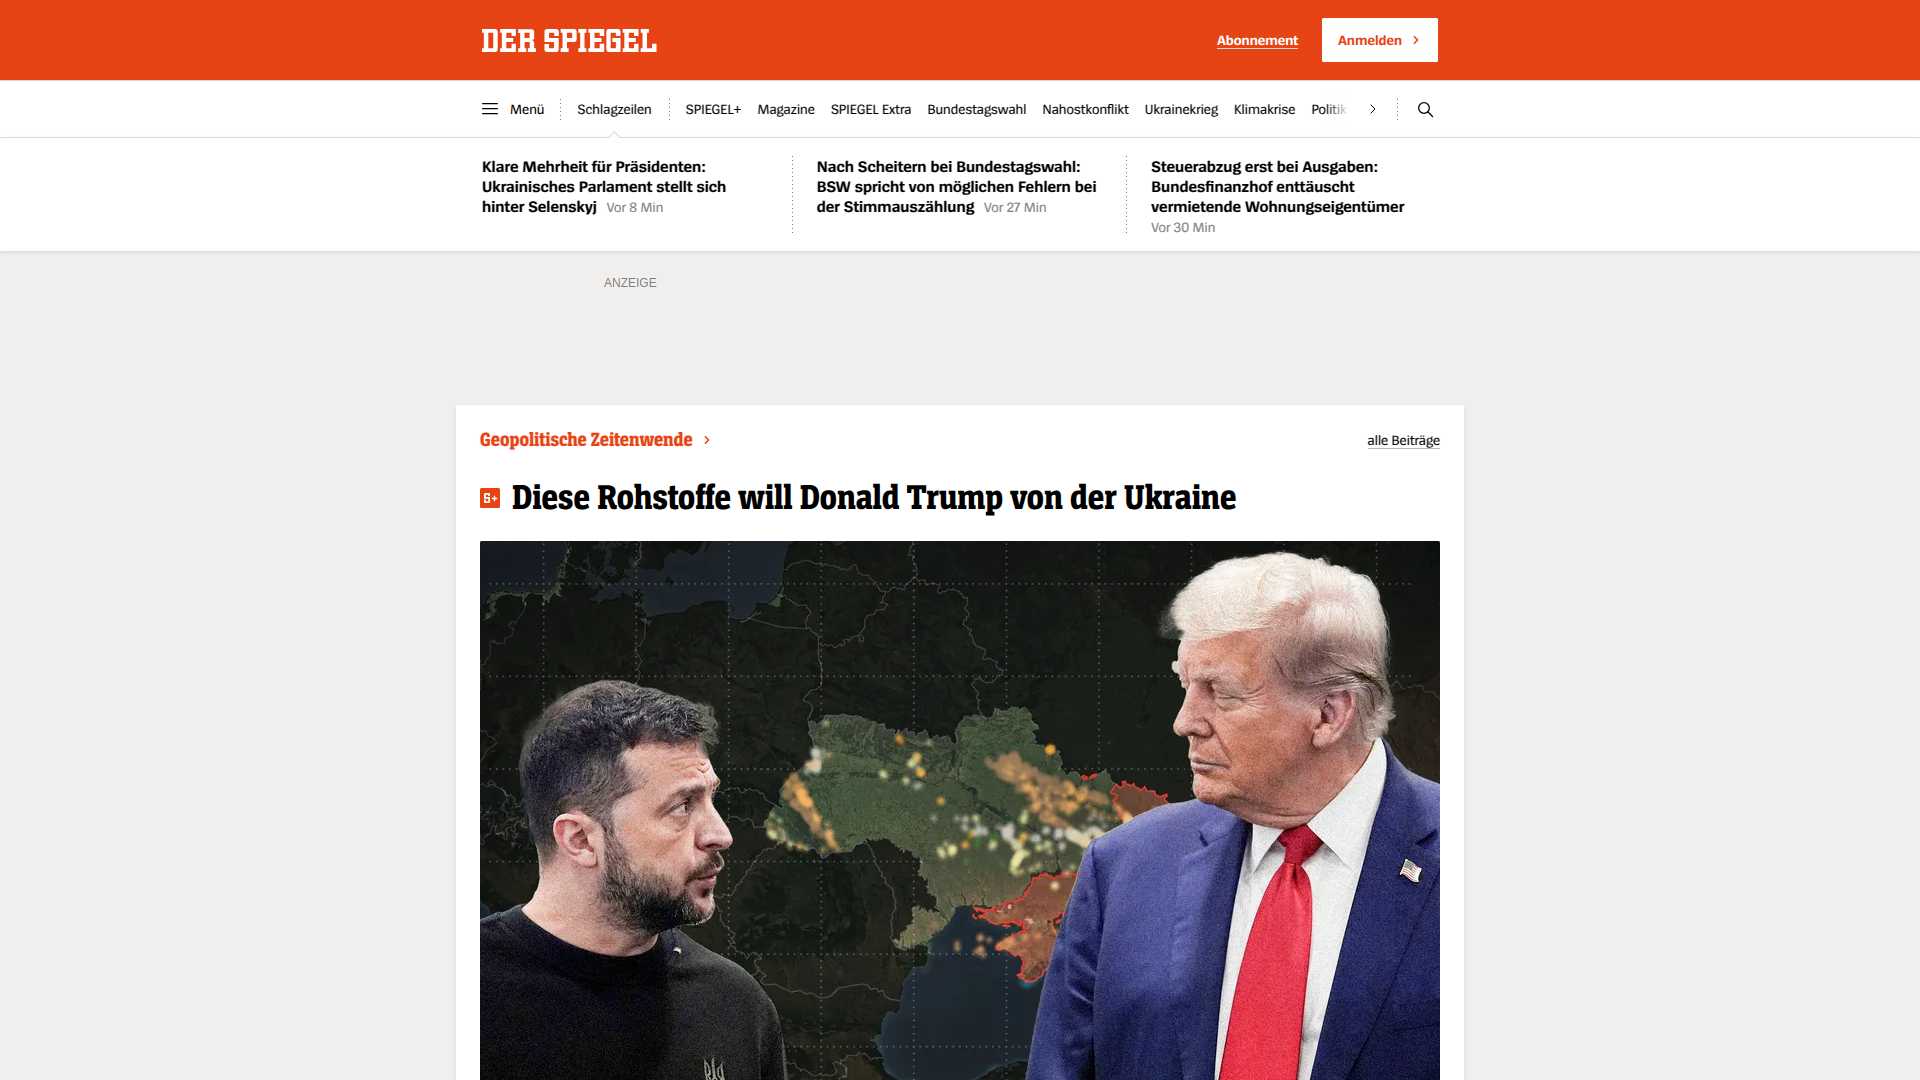 DER SPIEGEL
Abonnement
Anmelden
Menü
Schlagzeilen
SPIEGEL+
Magazine
SPIEGEL Extra
Bundestagswahl
Nahostkonflikt
Ukrainekrieg
Klimakrise
Politik
Klare Mehrheit für Präsidenten:
Ukrainisches Parlament stellt sich
hinter Selenskyj Vor 8 Min
Nach Scheitern bei Bundestagswahl:
BSW spricht von möglichen Fehlern bei
der Stimmauszählung Vor 27 Min
Steuerabzug erst bei Ausgaben:
Bundesfinanzhof enttäuscht
vermietende Wohnungseigentümer
Vor 30 Min
ANZEIGE
Geopolitische Zeitenwende
alle Beiträge
S+ Diese Rohstoffe will Donald Trump von der Ukraine